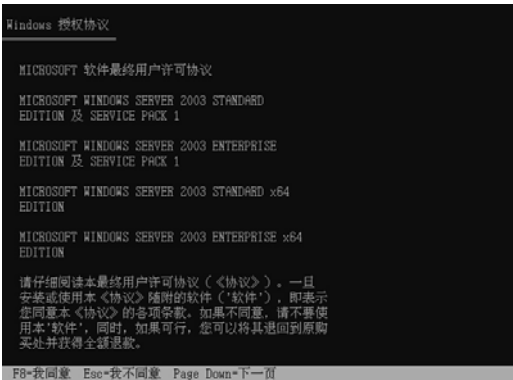 Windows 授权协议
MICROSOFT 软件最终用户许可协议
MICROSOFT WINDOWS SERVER 2003 STANDARD
EDITION 及 SERVICE PACK 1
MICROSOFT WINDOWS SERVER 2003 ENTERPRISE
EDITION 及 SERVICE PACK 1
MICROSOFT WINDOWS SERVER 2003 STANDARD x64
EDITION
MICROSOFT WINDOWS SERVER 2003 ENTERPRISE x64
EDITION
请仔细阅读本最终用户许可协议（《协议》）。一旦
安装或使用本《协议》随附的软件（'软件'），即表示
您同意本《协议》的各项条款。如果不同意，请不要使
用本'软件'，同时，如果可行，您可以将其退回到原购
买处并获得全额退款。
F8=我同意 Esc=我不同意 Page Down=下一页